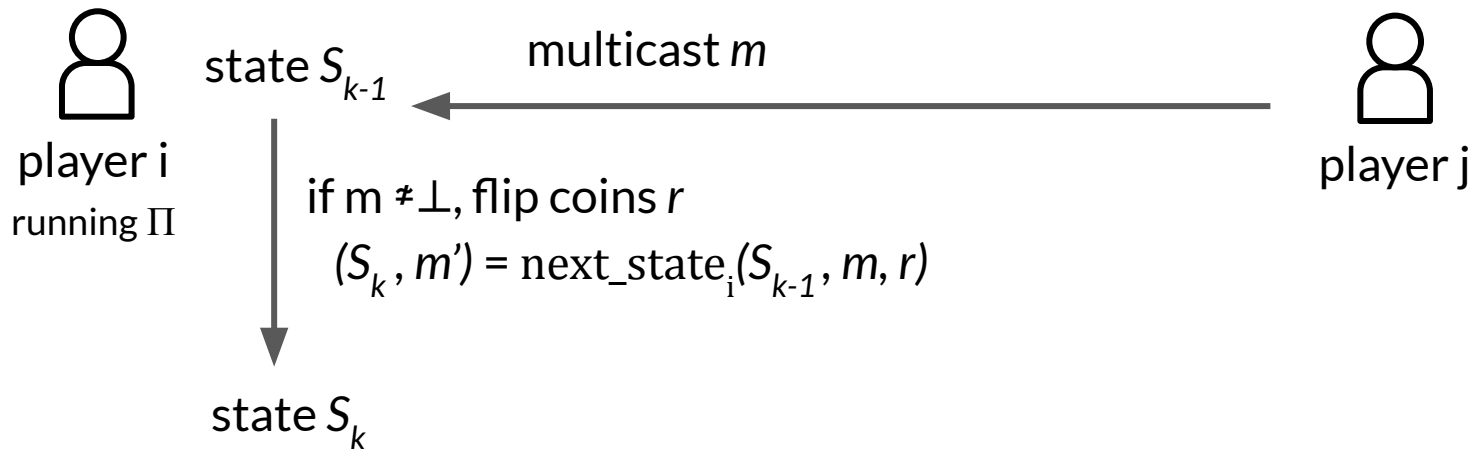 state S_{k-1}
multicast m
player i
running Π
player j
if m ≠⊥, flip coins r
(S_k , m’) = next_state_i(S_{k-1}, m, r)
state S_k